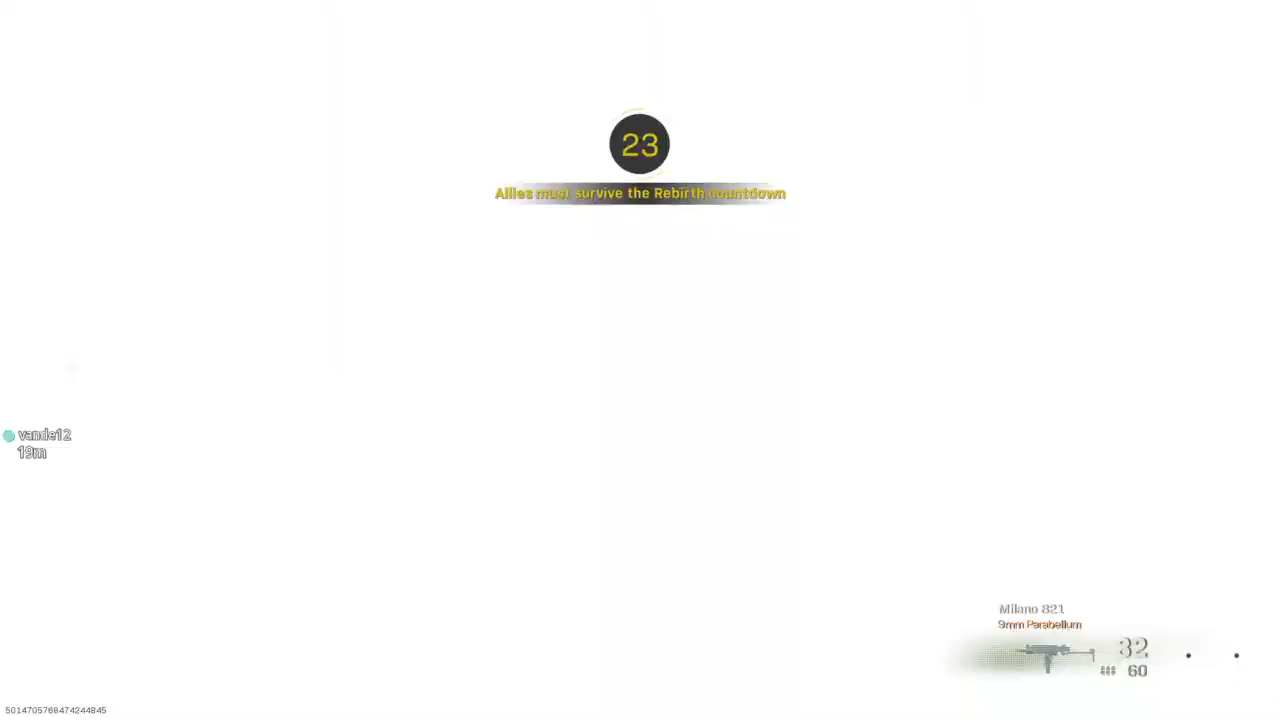 23
Allies must survive the Rebirth countdown
vande12
19m
Milano 821
9mm Parabellum
32
60
5014705768474244845